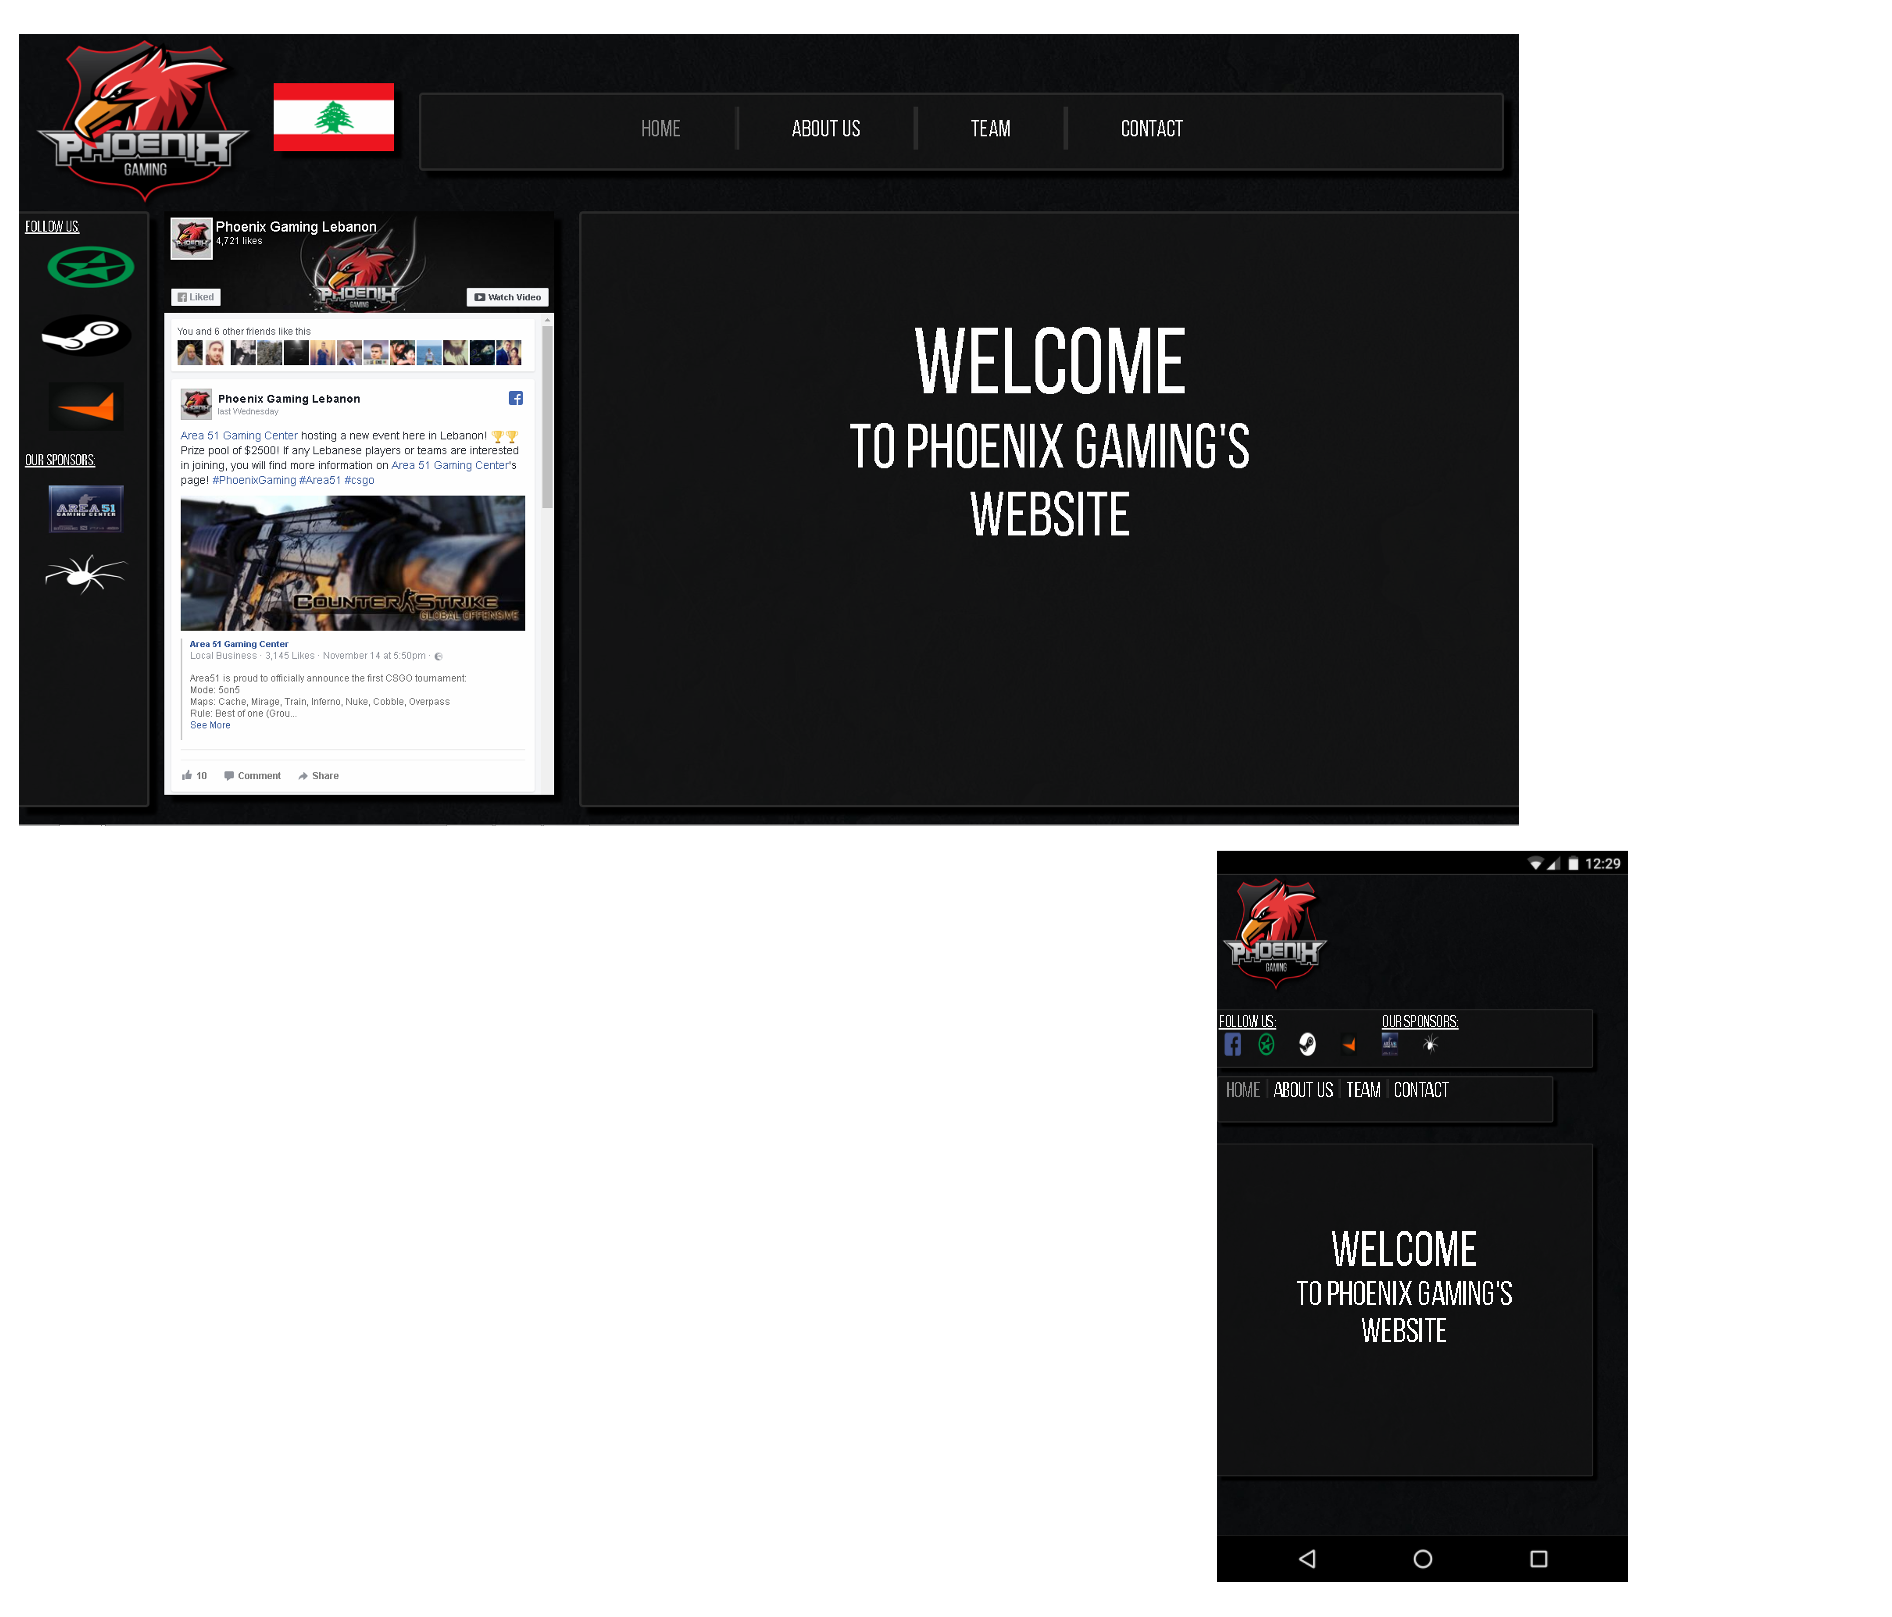 PHOENIX
GAMING
HOME
ABOUT US
TEAM
CONTACT
FOLLOW US:
OUR SPONSORS:
AREA 51
GAMING CENTER
Phoenix Gaming Lebanon
4,721 likes
PHOENIX
GAMING
Liked
Watch Video
You and 6 other friends like this
Phoenix Gaming Lebanon
last Wednesday
Area 51 Gaming Center hosting a new event here in Lebanon! 🏆🏆
Prize pool of $2500! If any Lebanese players or teams are interested
in joining, you will find more information on Area 51 Gaming Center's
page! #PhoenixGaming #Area51 #csgo
COUNTER STRIKE
GLOBAL OFFENSIVE
Area 51 Gaming Center
Local Business · 3,145 Likes · November 14 at 5:50pm ·
Area51 is proud to officially announce the first CSGO tournament:
Mode: 5on5
Maps: Cache, Mirage, Train, Inferno, Nuke, Cobble, Overpass
Rule: Best of one (Grou...
See More
10
Comment
Share
WELCOME
TO PHOENIX GAMING'S
WEBSITE
12:29
PHOENIX
GAMING
FOLLOW US:
OUR SPONSORS:
HOME
ABOUT US
TEAM
CONTACT
WELCOME
TO PHOENIX GAMING'S
WEBSITE